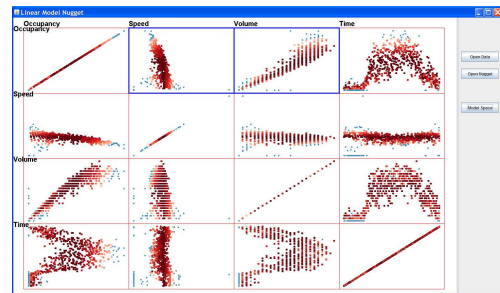 Linear Model Nugget
Occupancy Speed Volume Time
Occupancy
Speed
Volume
Time
Open Data
Open Nugget
Model Space